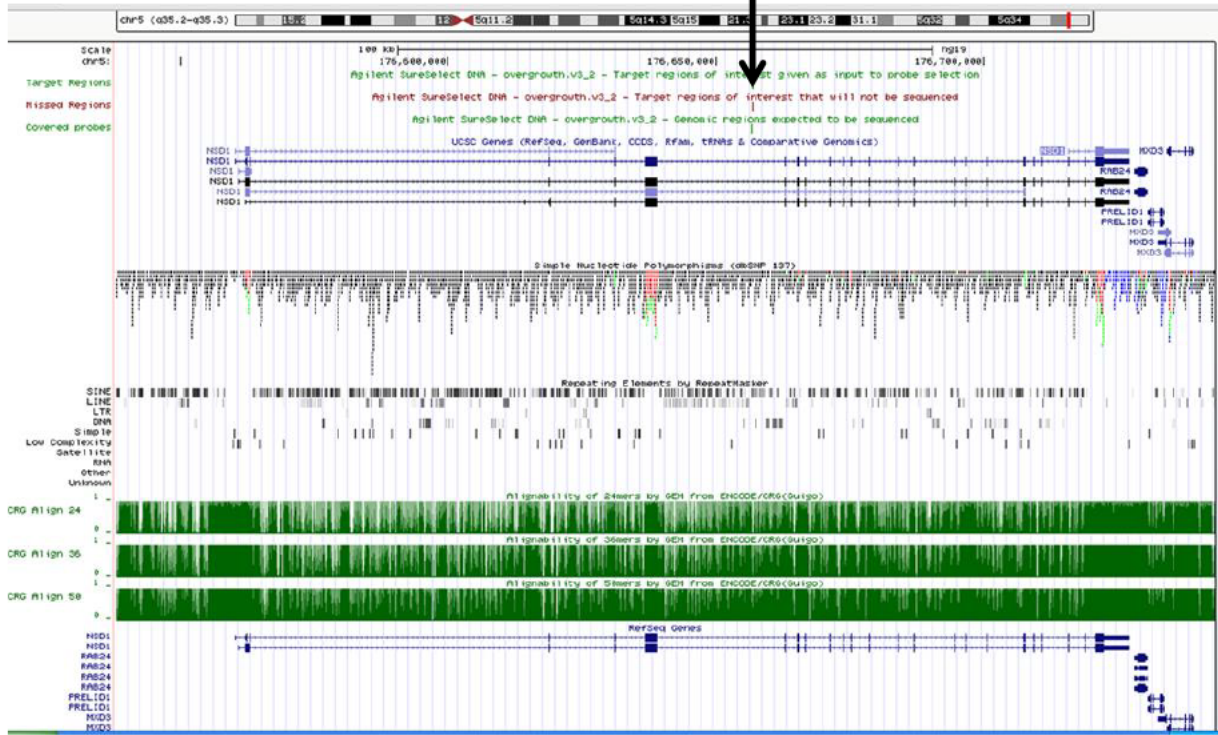 chr5 (q35.2-q35.3) 15.2 12 5q11.2 5q14.3 5q15 21.3 23.1 23.2 31.1 5q32 5q34
Scale 100 kb hg19
chr5: 176,600,000 176,650,000 176,700,000
Agilent SureSelect DNA - overgrowth.v3_2 - Target regions of interest given as input to probe selection
Target Regions
Agilent SureSelect DNA - overgrowth.v3_2 - Target regions of interest that will not be sequenced
Missed Regions
Agilent SureSelect DNA - overgrowth.v3_2 - Genomic regions expected to be sequenced
Covered probes
UCSC Genes (RefSeq, GenBank, CCDS, Rfam, tRNAs & Comparative Genomics)
NSD1 NSD1 MXD3
NSD1
NSD1 RAB24
NSD1
NSD1 RAB24
NSD1
PRELID1
PRELID1
MXD3
MXD3
MXD3
Simple Nucleotide Polymorphisms (dbSNP 137)
Repeating Elements by RepeatMasker
SINE
LINE
LTR
DNA
Simple
Low Complexity
Satellite
RNA
Other
Unknown
Alignability of 24mers by GEM from ENCODE/CRG(Guigo)
1
CRG Align 24
0
Alignability of 36mers by GEM from ENCODE/CRG(Guigo)
1
CRG Align 36
0
Alignability of 50mers by GEM from ENCODE/CRG(Guigo)
1
CRG Align 50
0
RefSeq Genes
NSD1
NSD1
RAB24
RAB24
RAB24
RAB24
PRELID1
PRELID1
MXD3
MXD3